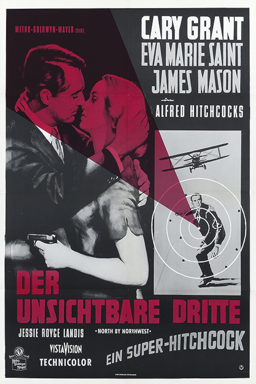 METRO-GOLDWYN-MAYER
CARY GRANT
EVA MARIE SAINT
JAMES MASON
ALFRED HITCHCOCKS
DER
UNSICHTBARE DRITTE
JESSIE ROYCE LANDIS
"NORTH BY NORTHWEST"
VISTAVISION
TECHNICOLOR
EIN SUPER-HITCHCOCK